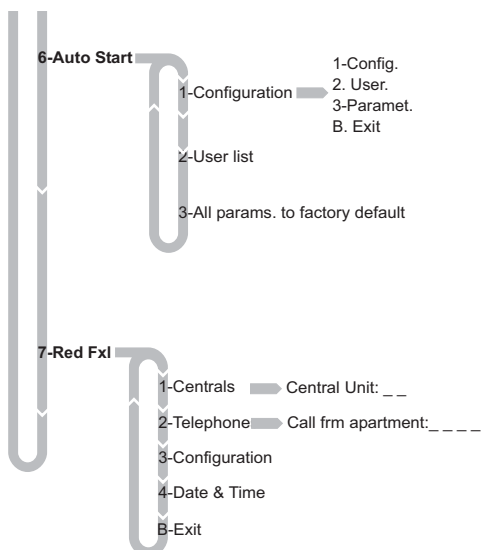 6-Auto Start
1-Configuration
1-Config.
2. User.
3-Paramet.
B. Exit
2-User list
3-All params. to factory default
7-Red Fxl
1-Centrals
Central Unit: _ _
2-Telephone
Call frm apartment:_ _ _ _
3-Configuration
4-Date & Time
B-Exit